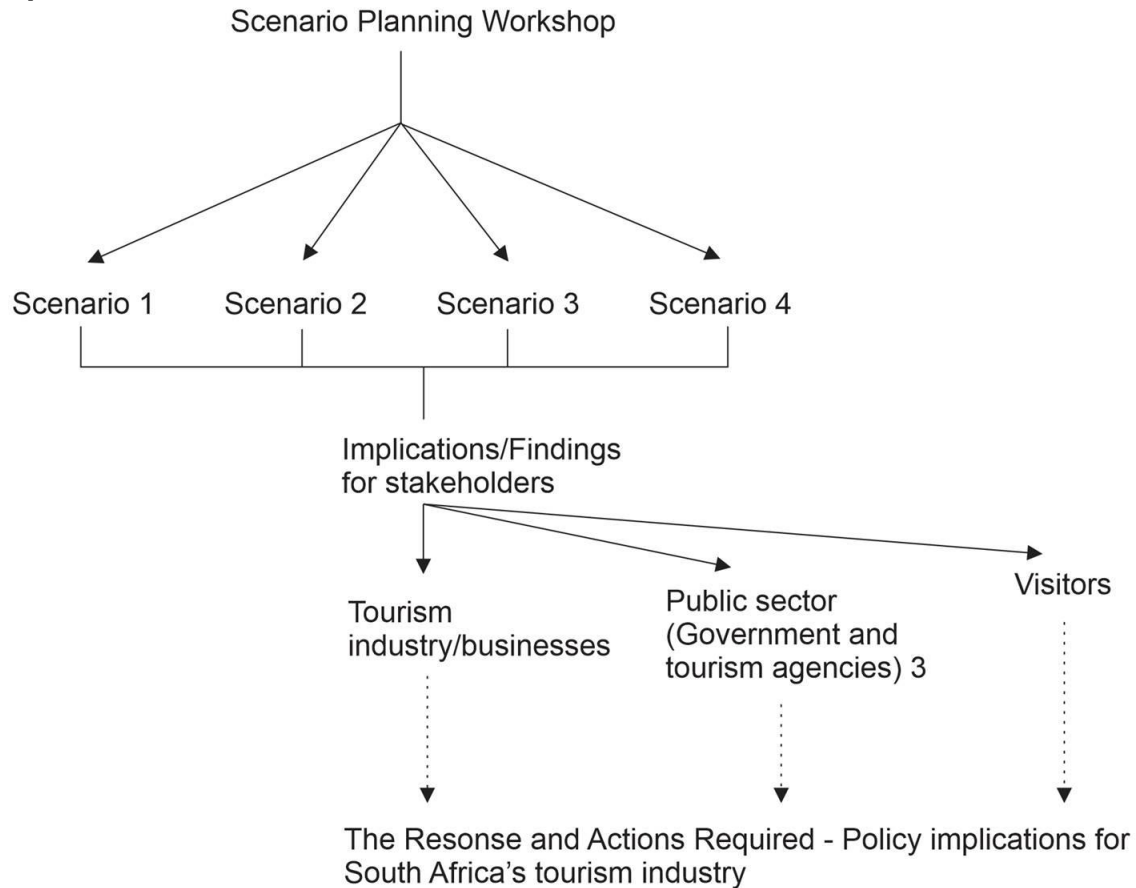 Scenario Planning Workshop
Scenario 1
Scenario 2
Scenario 3
Scenario 4
Implications/Findings
for stakeholders
Tourism
industry/businesses
Public sector
(Government and
tourism agencies) 3
Visitors
The Resonse and Actions Required - Policy implications for
South Africa's tourism industry